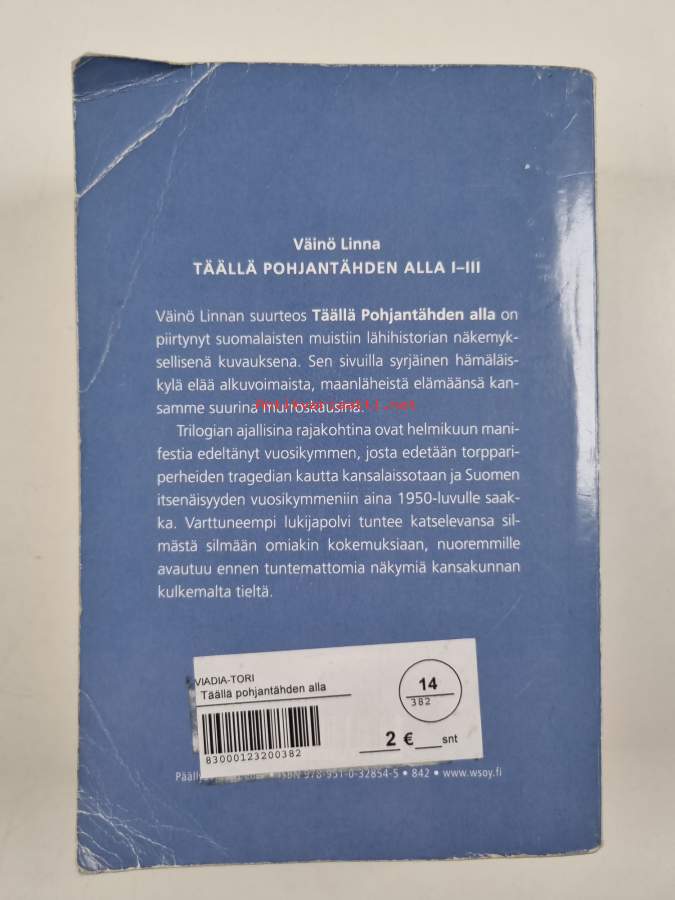 Väinö Linna
TÄÄLLÄ POHJANTÄHDEN ALLA I–III
Väinö Linnan suurteos Täällä Pohjantähden alla on
piirtynyt suomalaisten muistiin lähihistorian näkemyk-
sellisenä kuvauksena. Sen sivuilla syrjäinen hämäläis-
kylä elää alkuvoimaista, maanläheistä elämäänsä kan-
samme suurina murroskausina.
Trilogian ajallisina rajakohtina ovat helmikuun mani-
festia edeltänyt vuosikymmen, josta edetään torppari-
perheiden tragedian kautta kansalaissotaan ja Suomen
itsenäisyyden vuosikymmeniin aina 1950-luvulle saak-
ka. Varttuneempi lukijapolvi tuntee katselevansa sil-
mästä silmään omiakin kokemuksiaan, nuoremmille
avautuu ennen tuntemattomia näkymiä kansakunnan
kulkemalta tieltä.
VIADIA-TORI
Täällä pohjantähden alla
14
382
83000123200382
2 € snt
ISBN 978-951-0-32854-5 • 842 • www.wsoy.fi